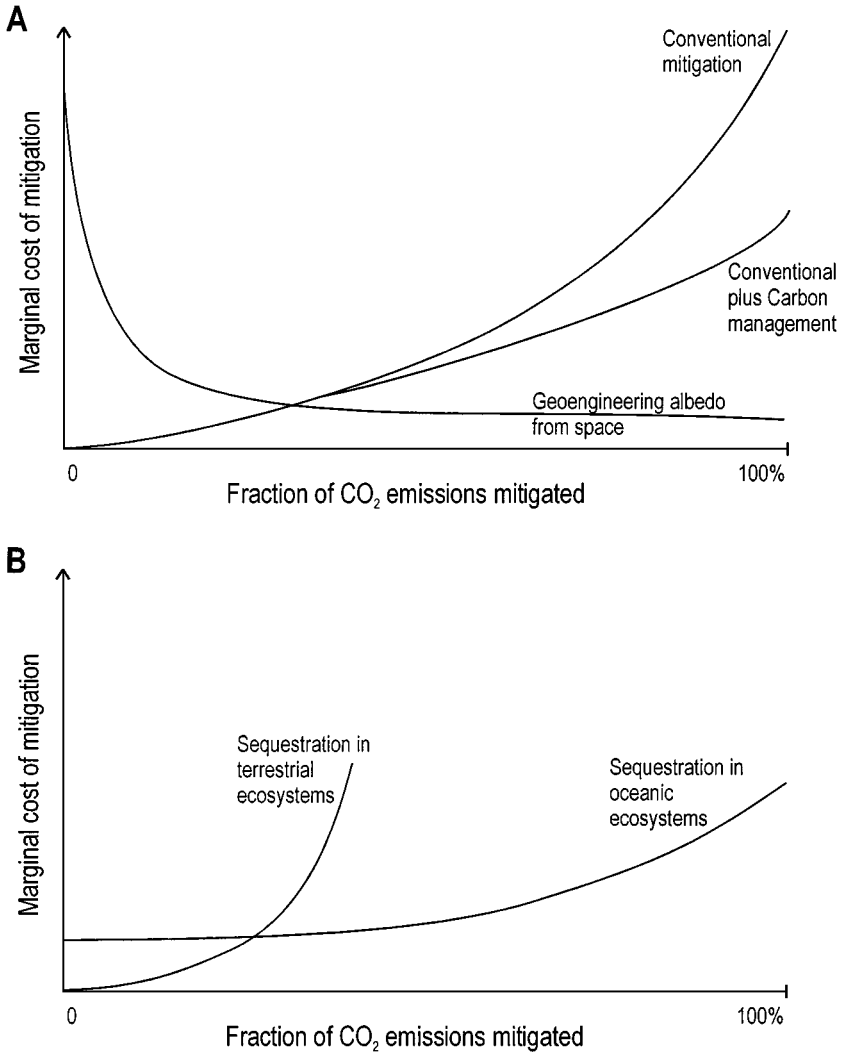 A
Marginal cost of mitigation
Conventional
mitigation
Conventional
plus Carbon
management
Geoengineering albedo
from space
0
100%
Fraction of CO₂ emissions mitigated
B
Marginal cost of mitigation
Sequestration in
terrestrial
ecosystems
Sequestration in
oceanic
ecosystems
0
100%
Fraction of CO₂ emissions mitigated